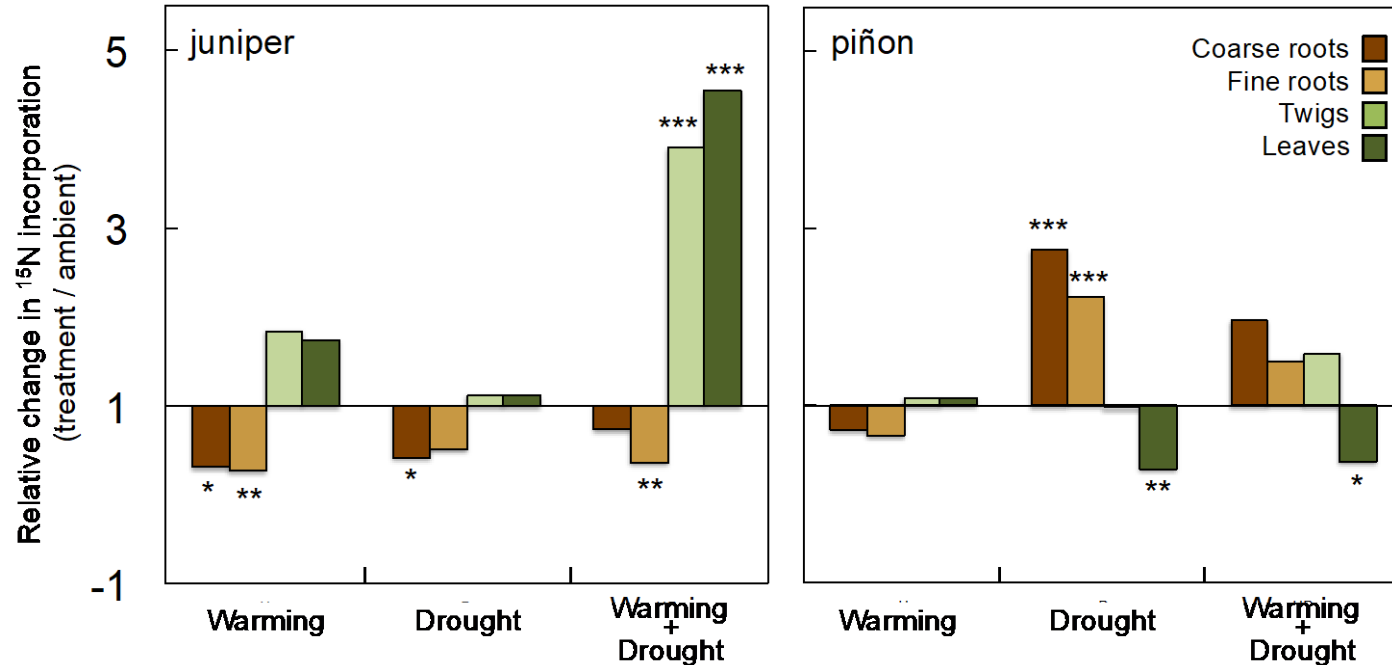 Relative change in ¹⁵N incorporation
(treatment / ambient)
5
3
1
-1
juniper
***
***
*
**
*
**
Warming
Drought
Warming
+
Drought
piñon
Coarse roots
Fine roots
Twigs
Leaves
***
***
**
*
Warming
Drought
Warming
+
Drought